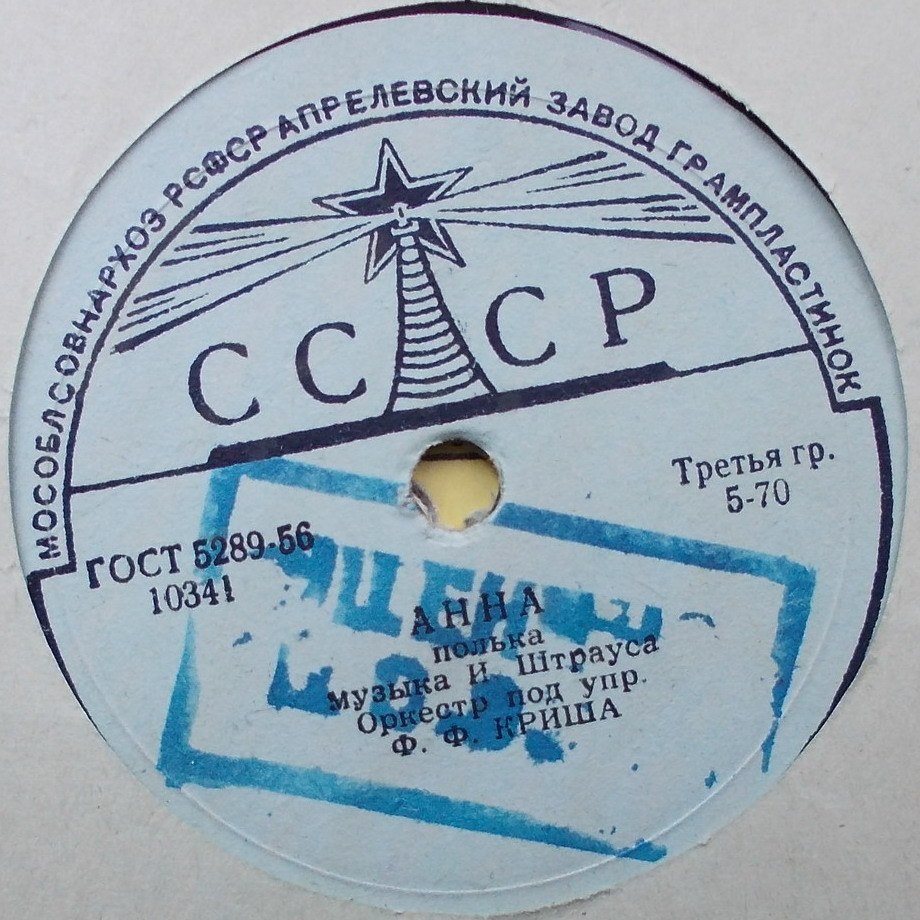 МОСОБЛСОВНАРХОЗ РСФСР АПРЕЛЕВСКИЙ ЗАВОД ГРАМПЛАСТИНОК
СССР
Третья гр.
5-70
ГОСТ 5289-56
10341
АННА
полька
музыка И. Штрауса
Оркестр под упр.
Ф. Ф. КРИША